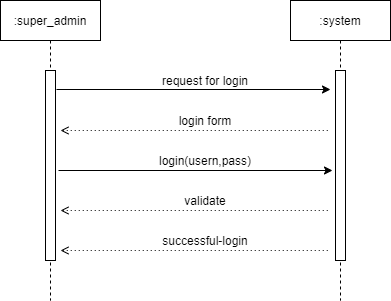 :super_admin
:system
request for login
login form
login(usern,pass)
validate
successful-login